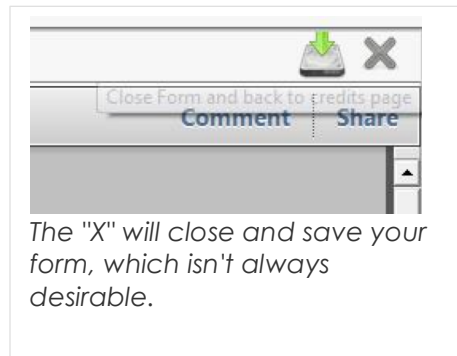 Close Form and back to credits page
Comment Share
The "X" will close and save your
form, which isn't always
desirable.